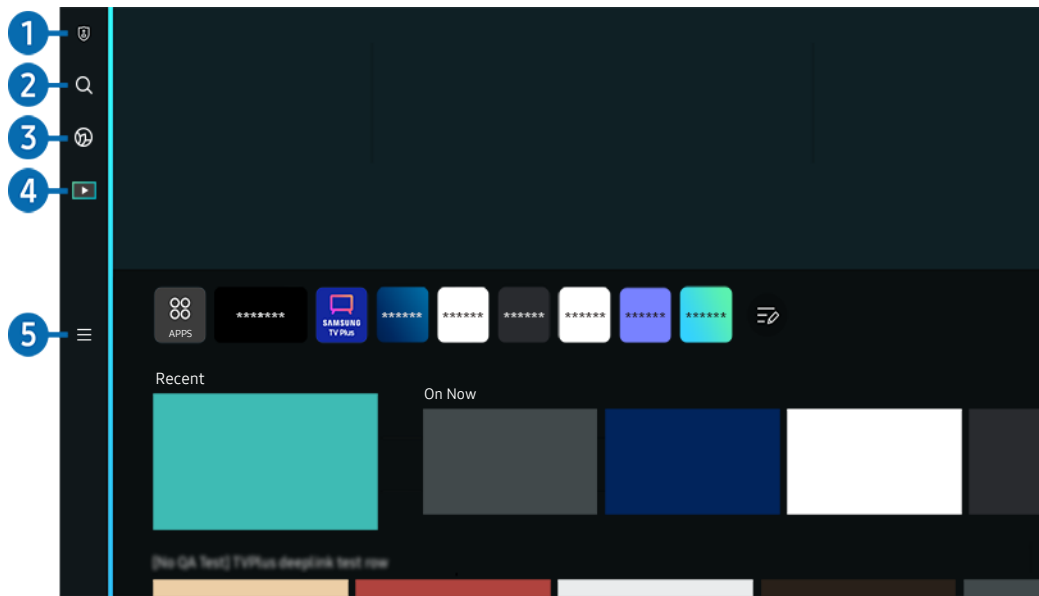 1
2
3
4
5
APPS
*******
SAMSUNG
TV Plus
******
******
******
******
******
******
Recent
On Now
[No QA Test] TVPlus deeplink test row